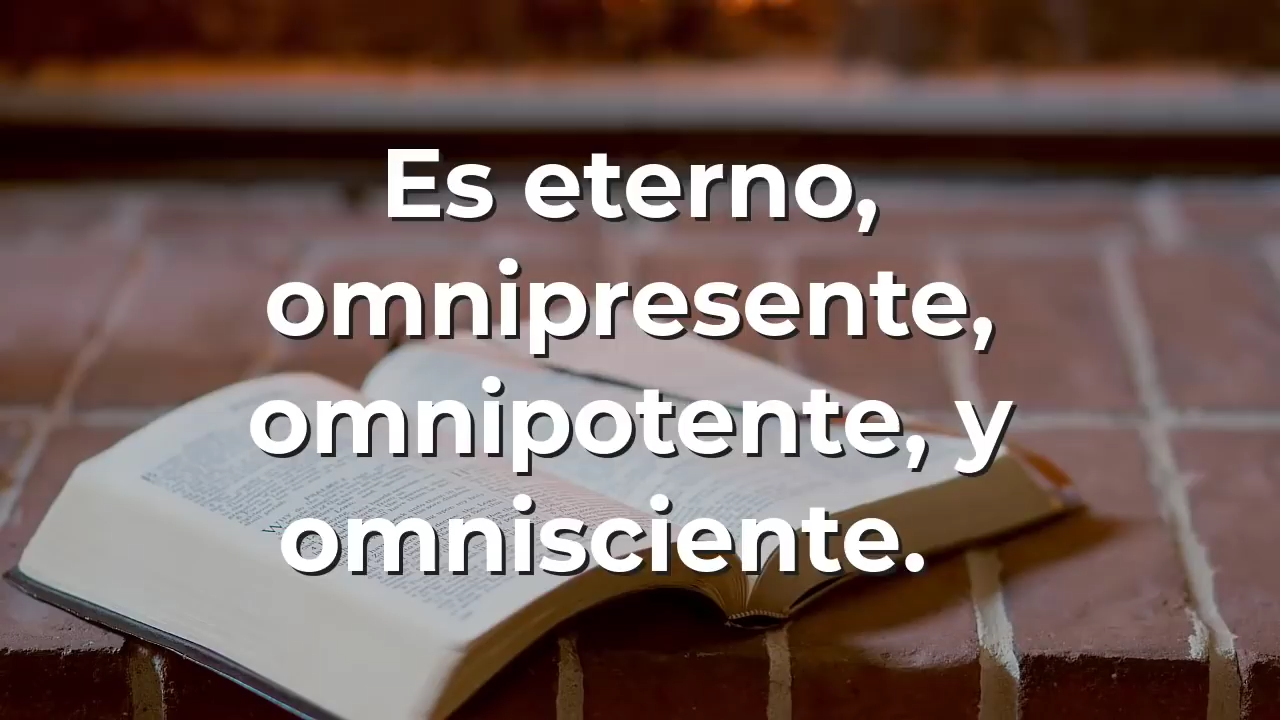 Es eterno,
omnipresente,
omnipotente, y
omnisciente.